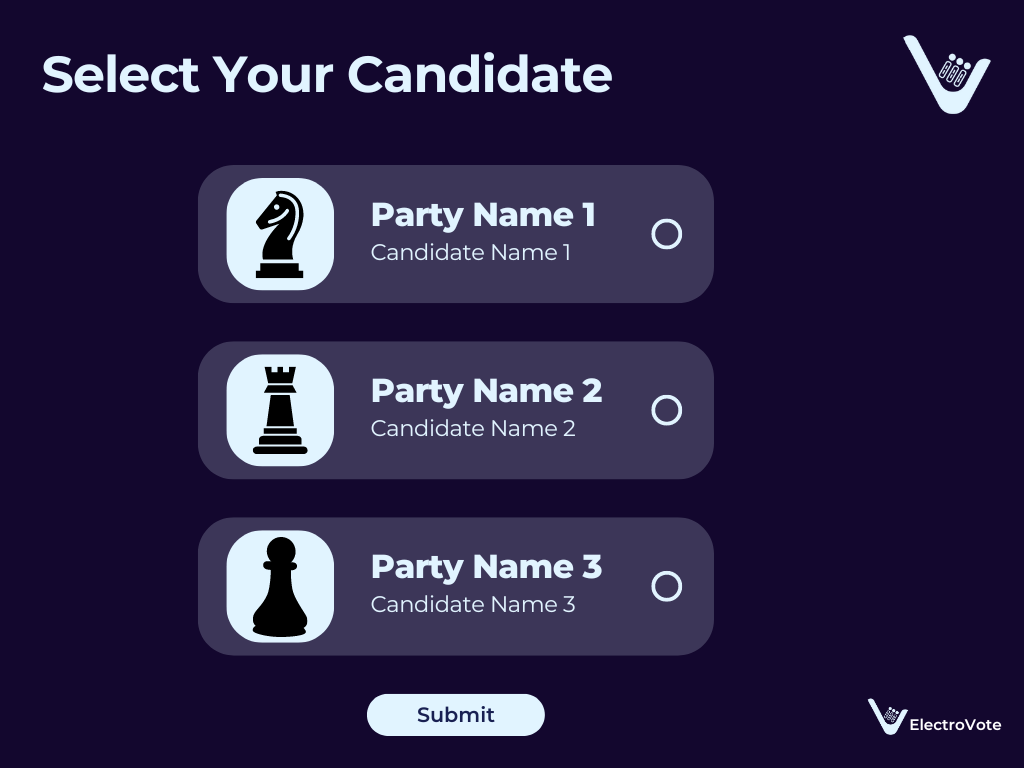 Select Your Candidate
Party Name 1
Candidate Name 1
Party Name 2
Candidate Name 2
Party Name 3
Candidate Name 3
Submit
ElectroVote